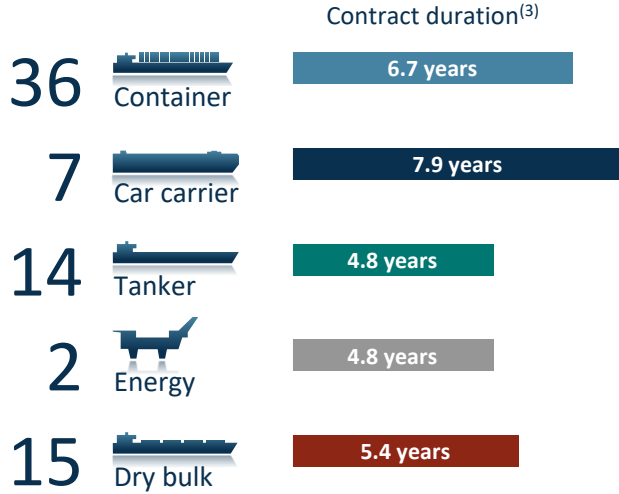 Contract duration(3)
36
Container
6.7 years
7
Car carrier
7.9 years
14
Tanker
4.8 years
2
Energy
4.8 years
15
Dry bulk
5.4 years